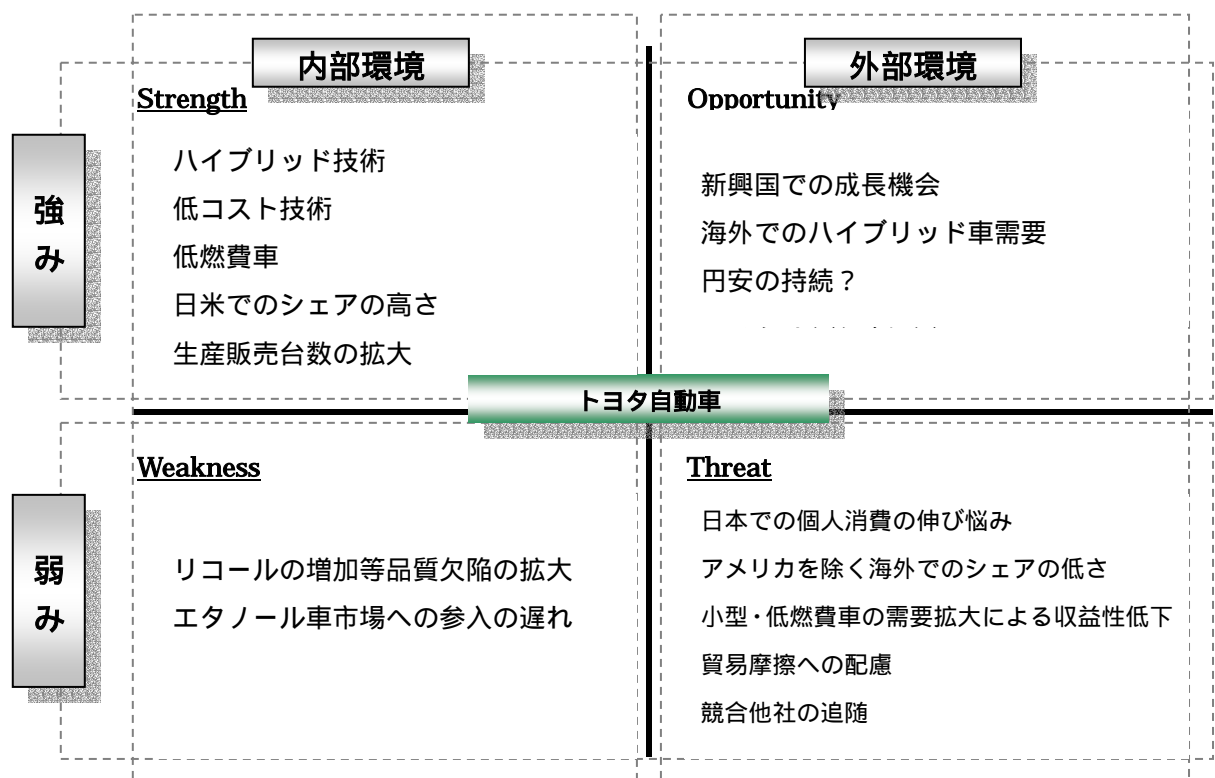 内部環境
外部環境
Strength
Opportunity
強み
ハイブリッド技術
低コスト技術
低燃費車
日米でのシェアの高さ
生産販売台数の拡大
新興国での成長機会
海外でのハイブリッド車需要
円安の持続？
トヨタ自動車
Weakness
Threat
弱み
リコールの増加等品質欠陥の拡大
エタノール車市場への参入の遅れ
日本での個人消費の伸び悩み
アメリカを除く海外でのシェアの低さ
小型・低燃費車の需要拡大による収益性低下
貿易摩擦への配慮
競合他社の追随